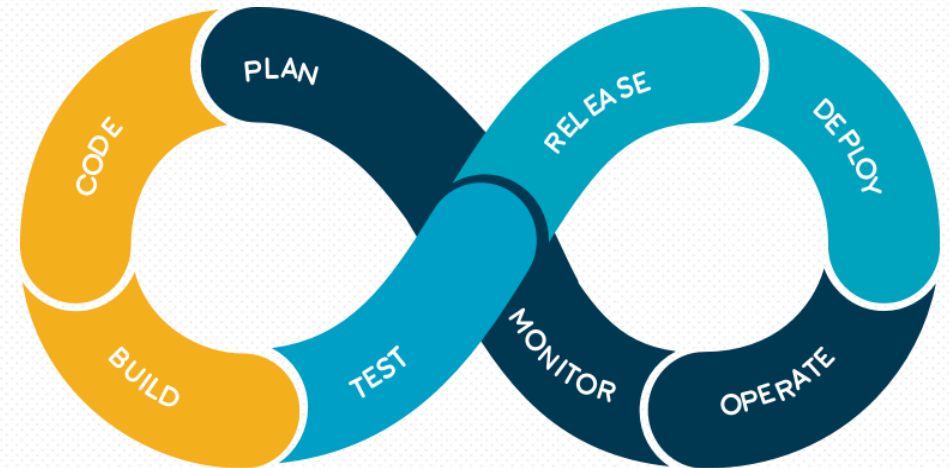 PLAN
CODE
BUILD
TEST
RELEASE
DEPLOY
OPERATE
MONITOR